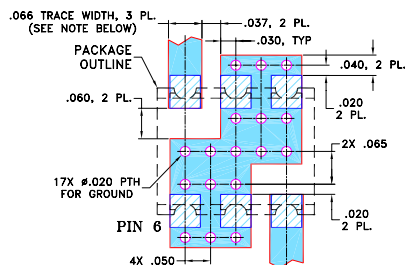 .066 TRACE WIDTH, 3 PL.
(SEE NOTE BELOW)
.037, 2 PL.
.030, TYP
PACKAGE
OUTLINE
.040, 2 PL.
.060, 2 PL.
.020
2 PL.
2X .065
17X Ø.020 PTH
FOR GROUND
PIN 6
.020
2 PL.
4X .050